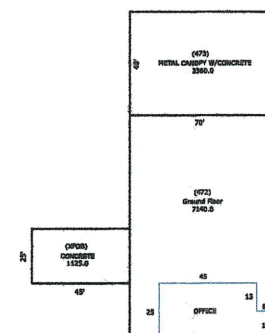 (473)
METAL CANOPY W/CONCRETE
3360.0
48'
70'
(472)
Ground Floor
7140.0
(XFOB)
CONCRETE
1125.0
25'
45'
45
13
25
OFFICE